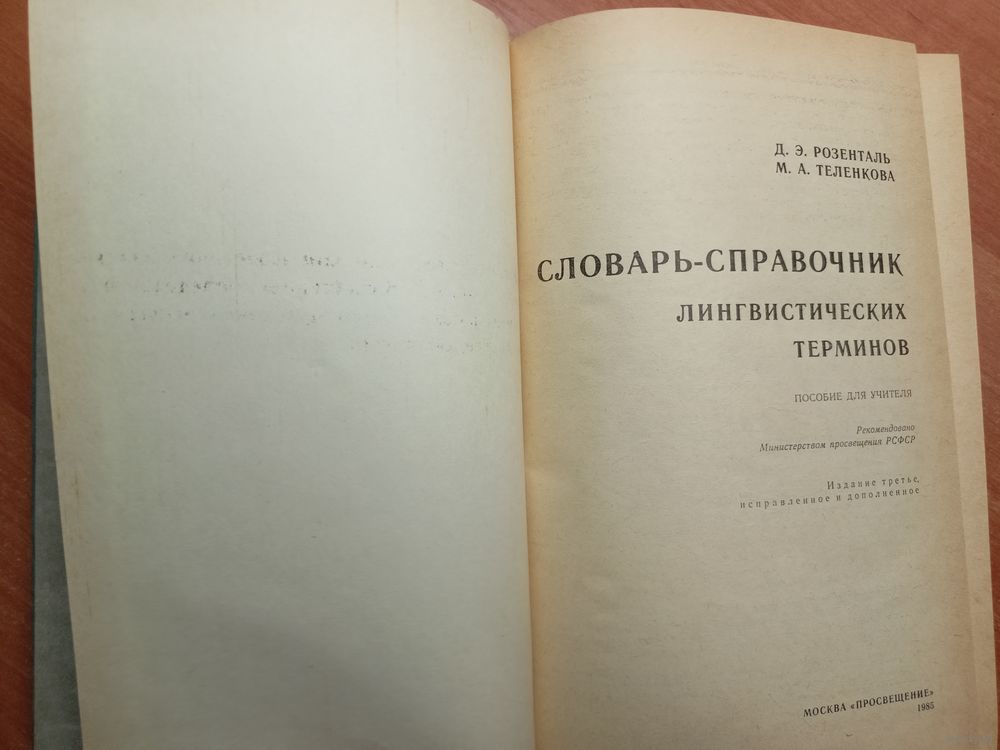 Д. Э. РОЗЕНТАЛЬ
М. А. ТЕЛЕНКОВА
СЛОВАРЬ-СПРАВОЧНИК
ЛИНГВИСТИЧЕСКИХ
ТЕРМИНОВ
ПОСОБИЕ ДЛЯ УЧИТЕЛЯ
Рекомендовано
Министерством просвещения РСФСР
Издание третье,
исправленное и дополненное
МОСКВА «ПРОСВЕЩЕНИЕ»
1985